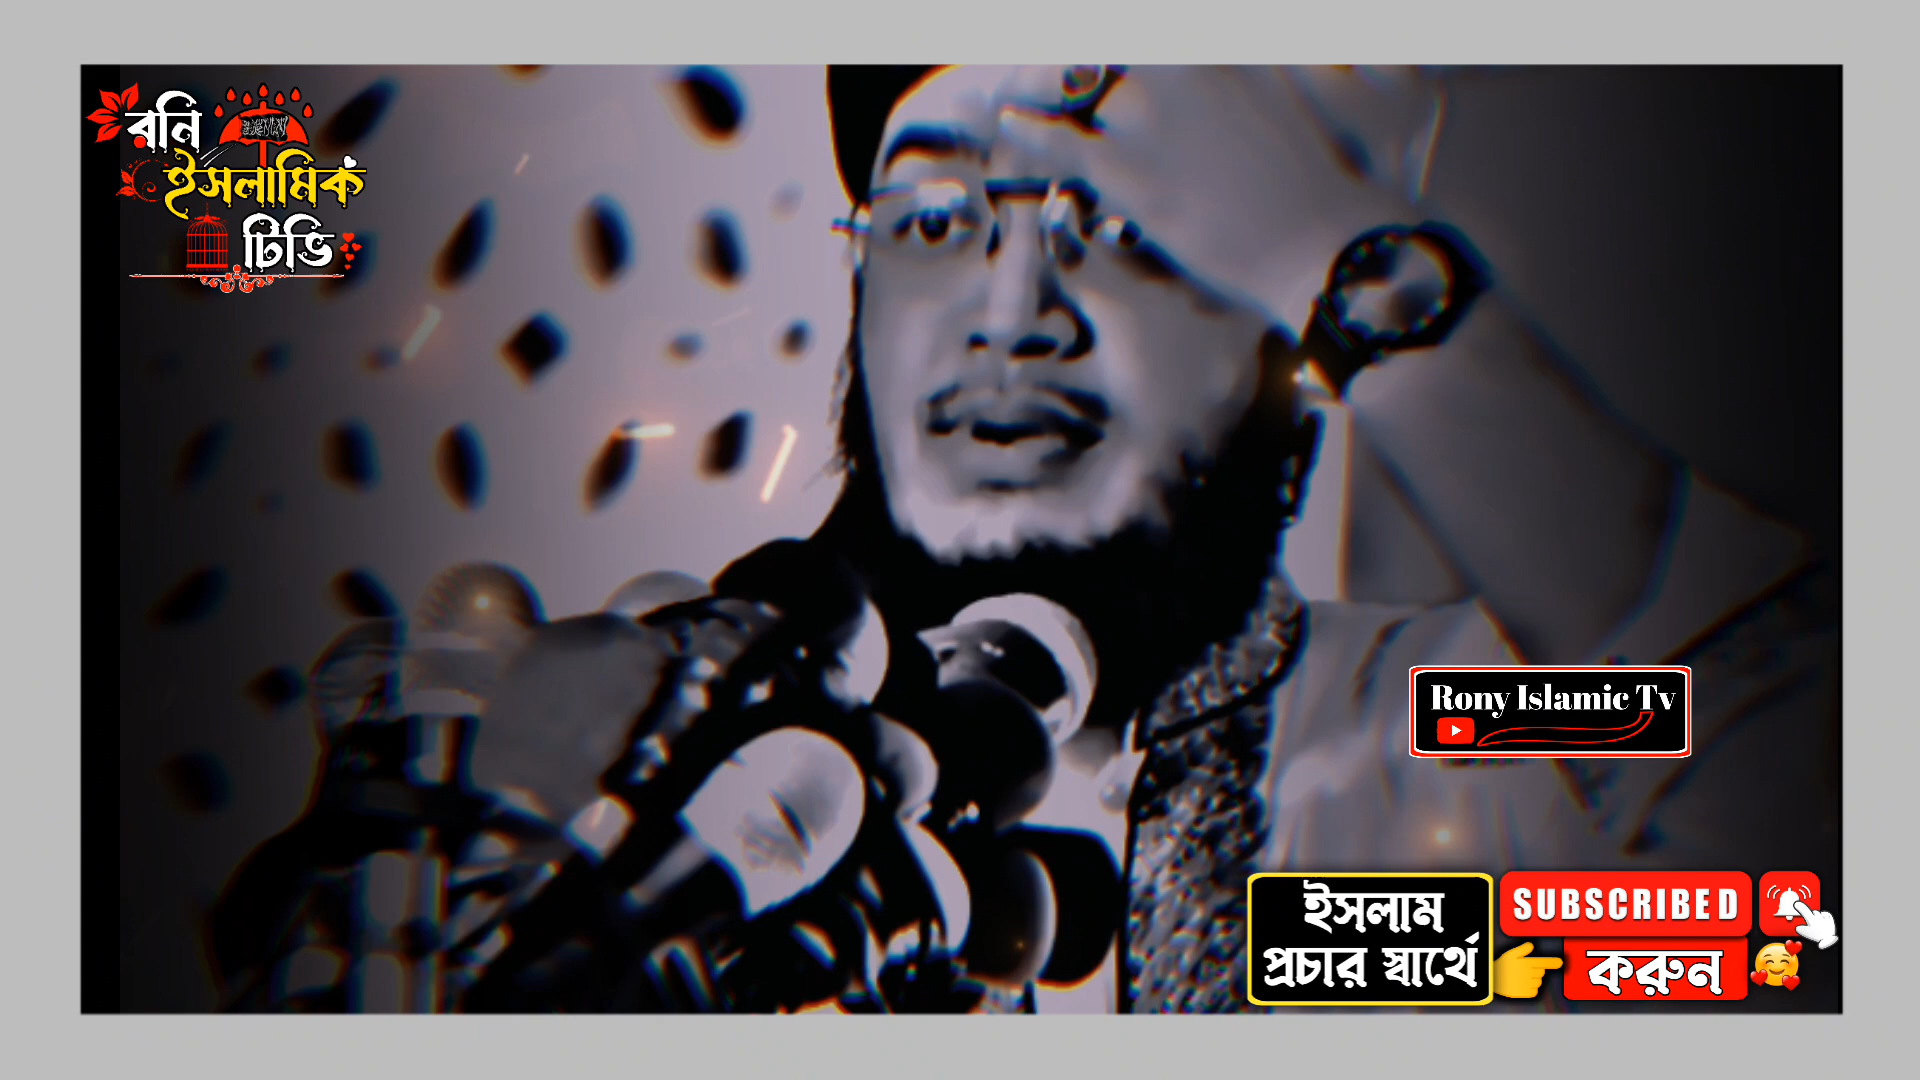 রনি
ইসলামিক
টিভি
Rony Islamic Tv
ইসলাম
প্রচার স্বার্থে
SUBSCRIBED
করুন